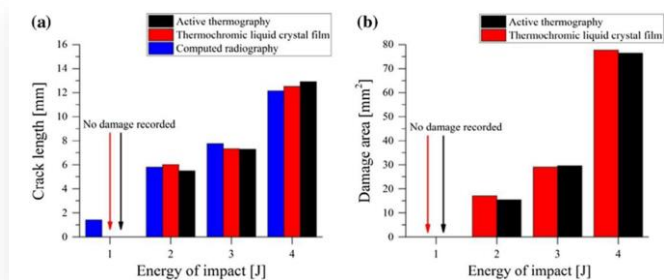 (a)
Active thermography
Thermochromic liquid crystal film
Computed radiography
Crack length [mm]
16
14
12
10
8
6
4
2
0
No damage recorded
1 2 3 4
Energy of impact [J]
(b)
Active thermography
Thermochromic liquid crystal film
Damage area [mm²]
80
70
60
50
40
30
20
10
0
No damage recorded
1 2 3 4
Energy of impact [J]